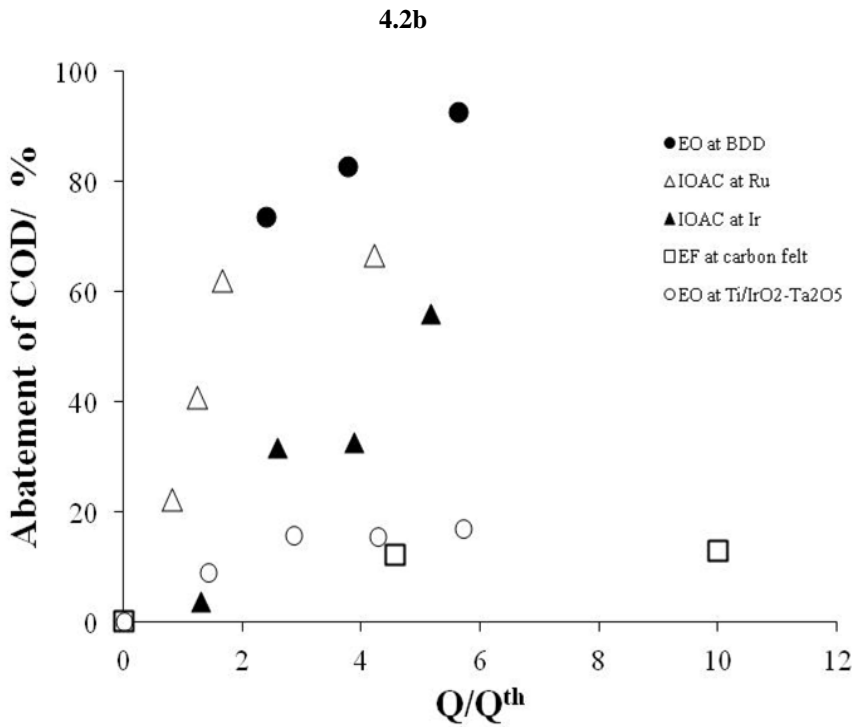 4.2b
100
80
60
40
20
0
Abatement of COD/ %
EO at BDD
IOAC at Ru
IOAC at Ir
EF at carbon felt
EO at Ti/IrO2-Ta2O5
0 2 4 6 8 10 12
Q/Qᵗʰ